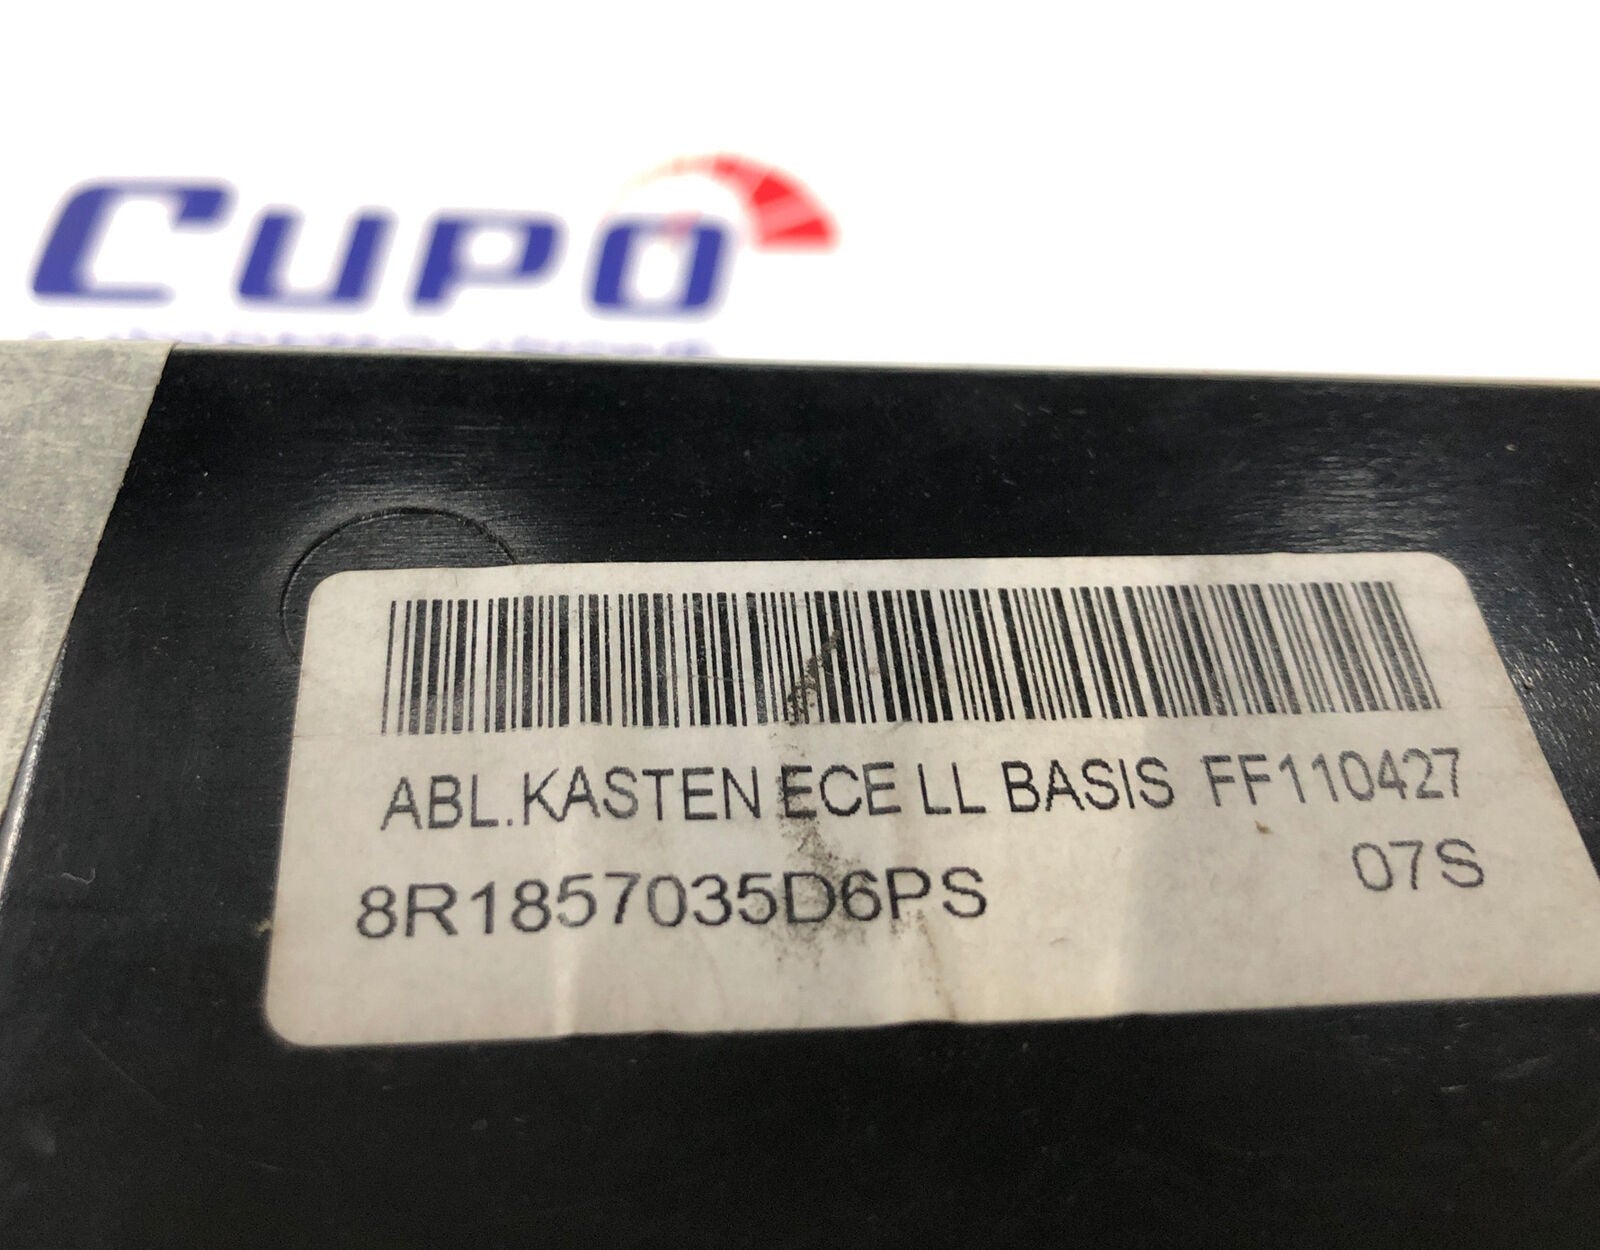 CUPO
ABL.KASTEN ECE LL BASIS FF110427
8R1857035D6PS 07S